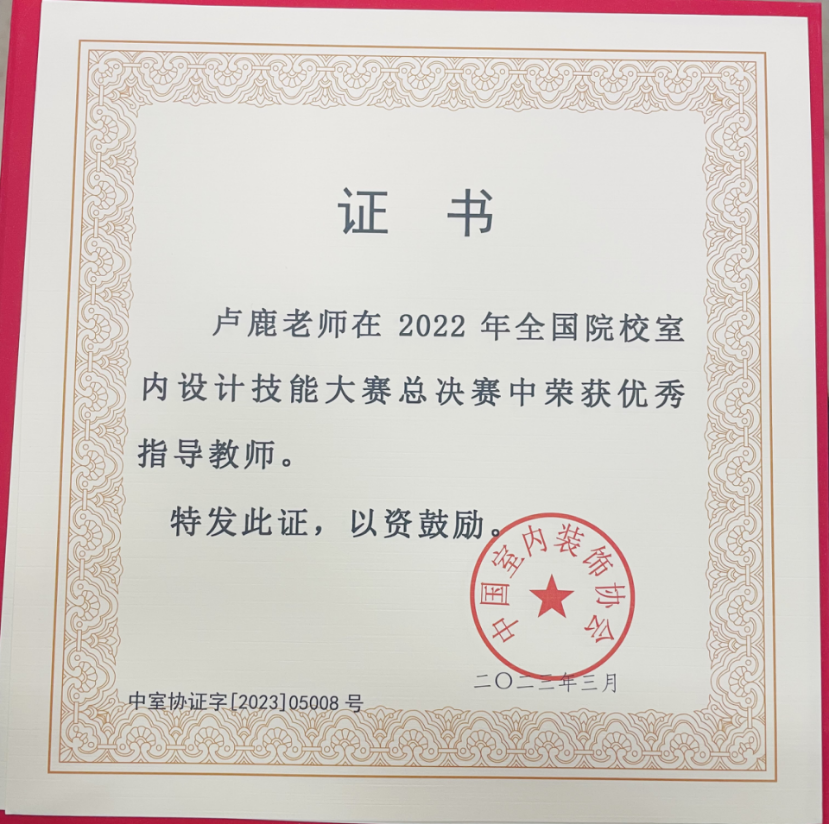 证 书
卢鹿老师在 2022 年全国院校室
内设计技能大赛总决赛中荣获优秀
指导教师。
特发此证，以资鼓励。
中国室内装饰协会
二〇二三年三月
中室协证字[2023]05008 号